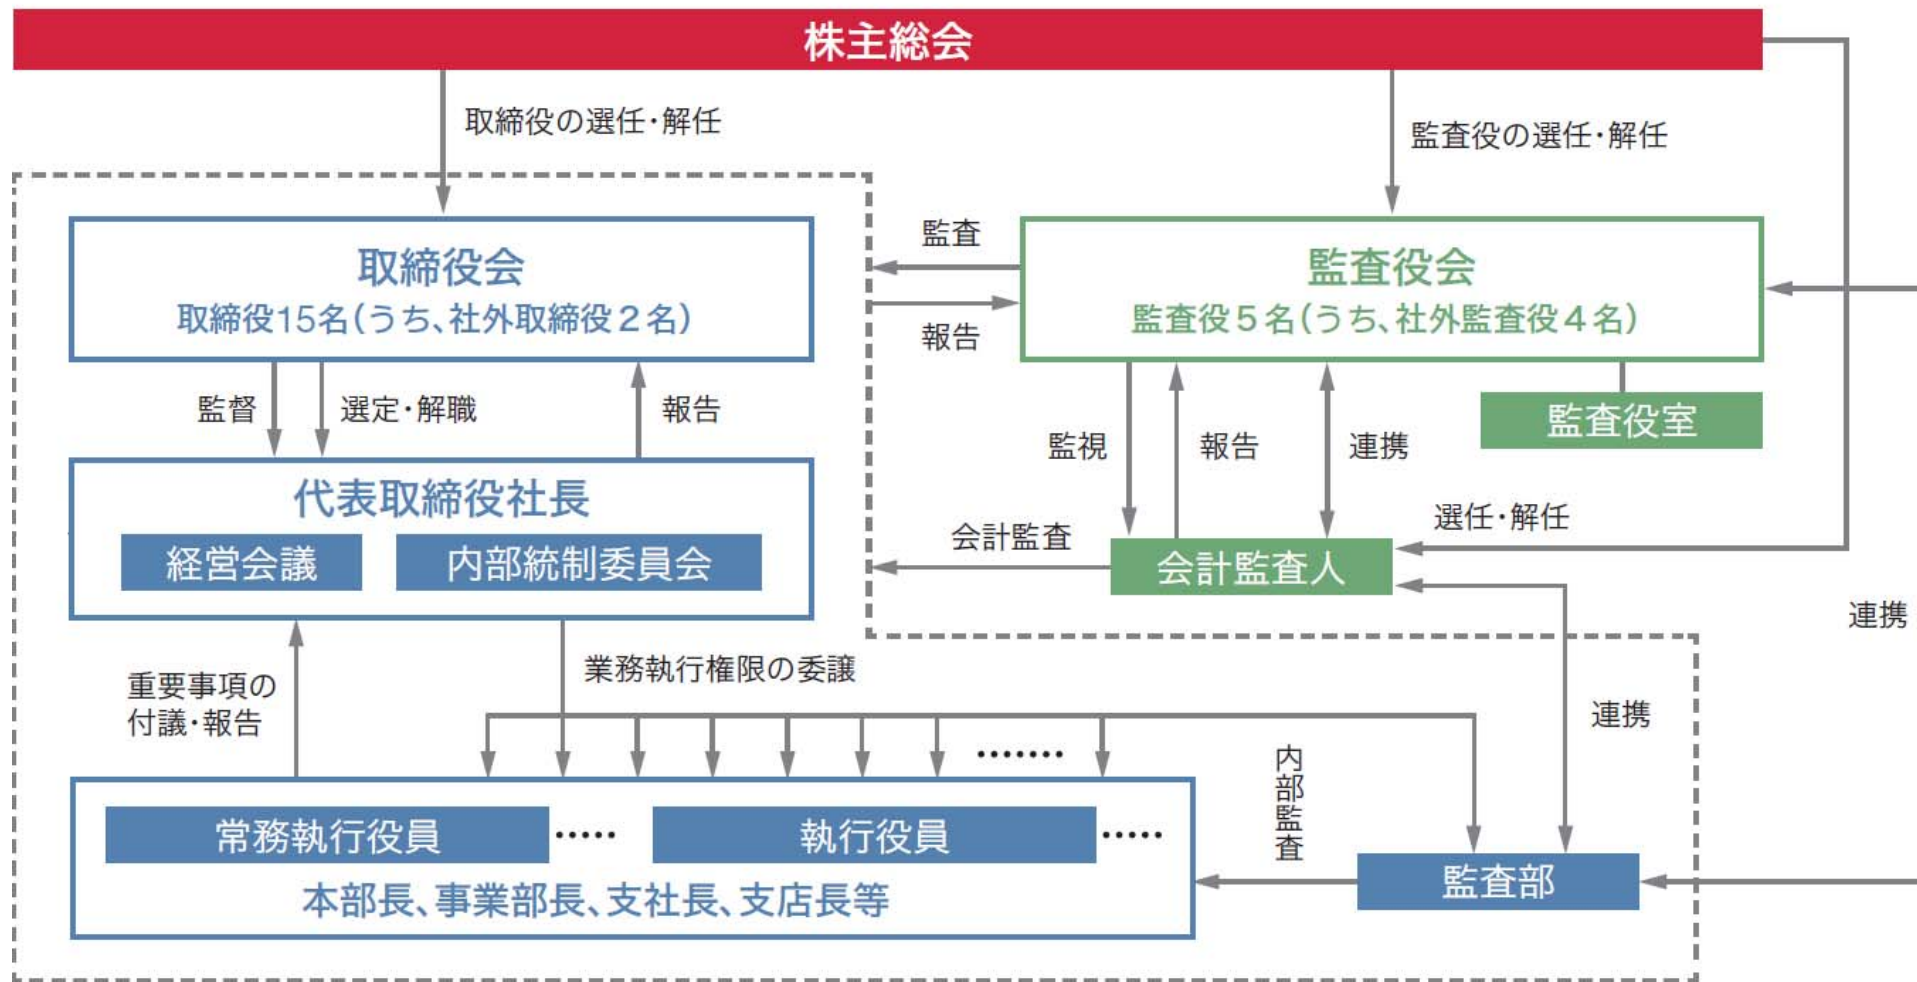 株主総会
取締役の選任・解任
監査役の選任・解任
取締役会
取締役15名(うち、社外取締役2名)
監査
報告
監査役会
監査役5名(うち、社外監査役4名)
監督
選定・解職
報告
監視
報告
連携
監査役室
代表取締役社長
経営会議
内部統制委員会
会計監査
会計監査人
選任・解任
連携
重要事項の
付議・報告
業務執行権限の委譲
連携
内部監査
常務執行役員
•••••
執行役員
•••••
•••••••
本部長、事業部長、支社長、支店長等
監査部